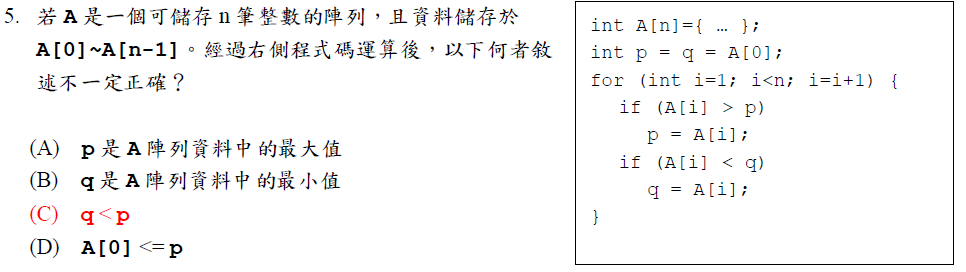 5. 若 A 是一個可儲存 n 筆整數的陣列，且資料儲存於
A[0]~A[n-1]。經過右側程式碼運算後，以下何者敘
述不一定正確？
(A) p 是 A 陣列資料中的最大值
(B) q 是 A 陣列資料中的最小值
(C) q < p
(D) A[0] <= p
int A[n]={ … };
int p = q = A[0];
for (int i=1; i<n; i=i+1) {
if (A[i] > p)
p = A[i];
if (A[i] < q)
q = A[i];
}